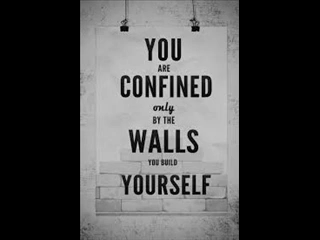 YOU
ARE
CONFINED
only
BY THE
WALLS
YOU BUILD
YOURSELF